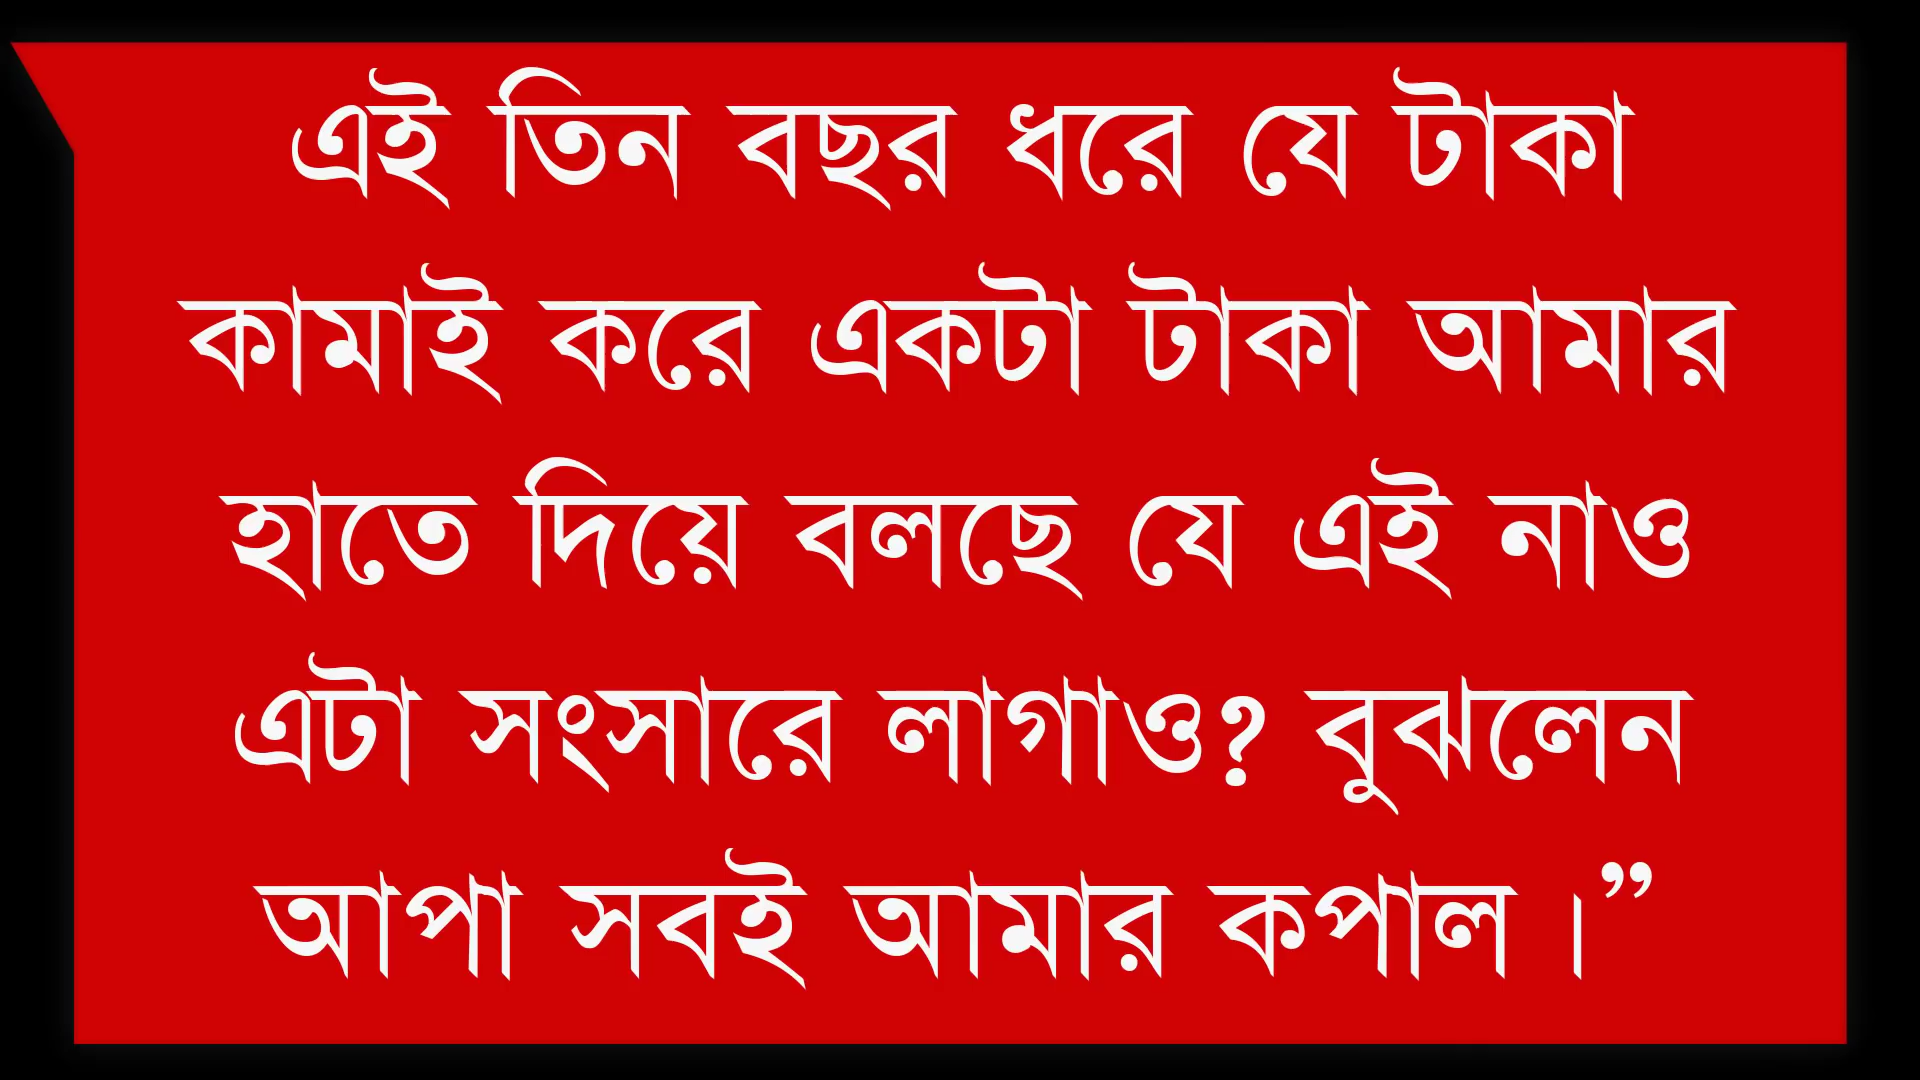 এই তিন বছর ধরে যে টাকা
কামাই করে একটা টাকা আমার
হাতে দিয়ে বলছে যে এই নাও
এটা সংসারে লাগাও? বুঝলেন
আপা সবই আমার কপাল ।”